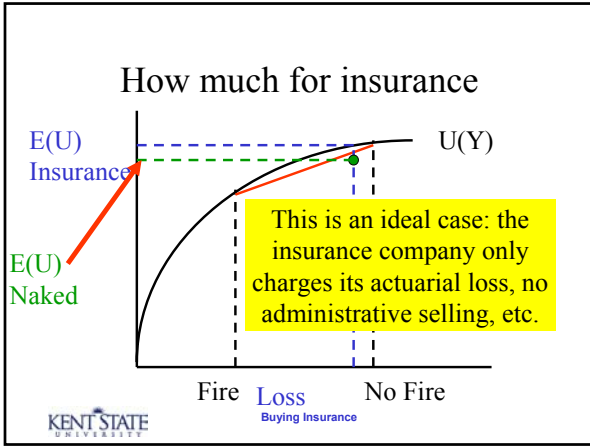 How much for insurance
E(U)
Insurance
U(Y)
E(U)
Naked
This is an ideal case: the
insurance company only
charges its actuarial loss, no
administrative selling, etc.
Fire
Loss
No Fire
Buying Insurance
KENT STATE
UNIVERSITY